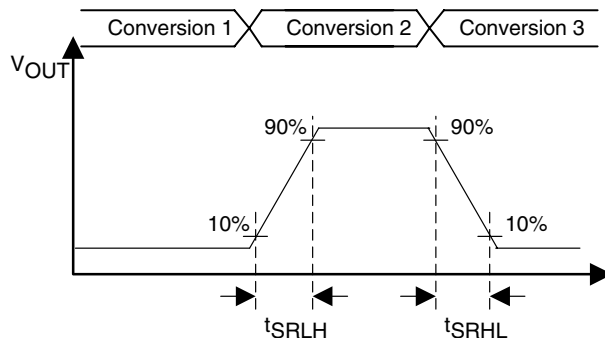 Conversion 1 Conversion 2 Conversion 3
VOUT
90% 90%
10% 10%
tSRLH tSRHL